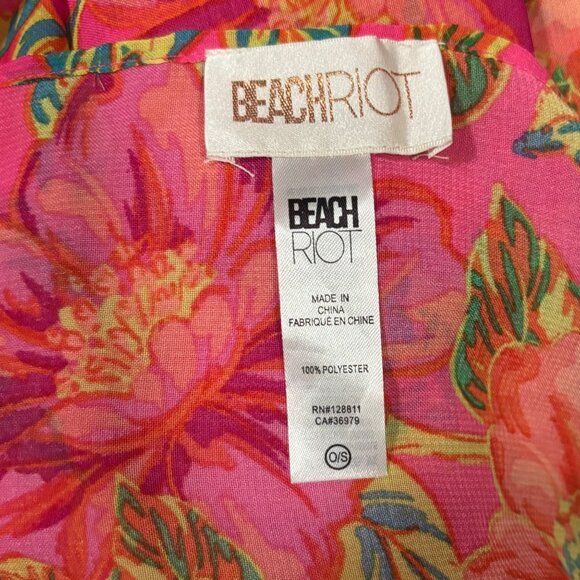 BEACHRIOT
BEACH
RIOT
MADE IN
CHINA
FABRIQUÉ EN CHINE
100% POLYESTER
RN#128811
CA#36979
O/S